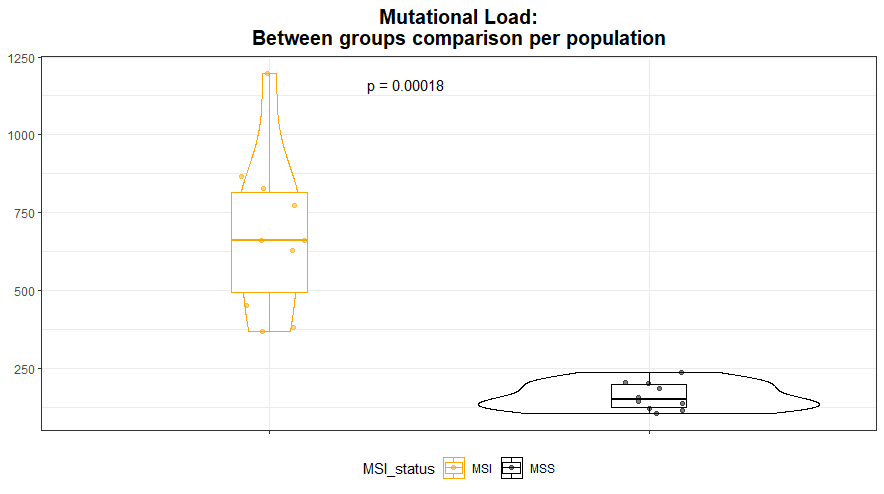 Mutational Load:
Between groups comparison per population
1250
p = 0.00018
1000
750
500
250
MSI_status MSI MSS